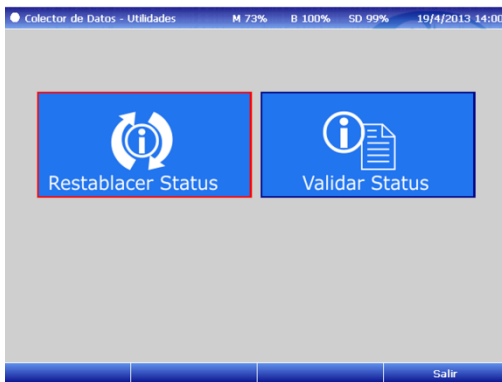 Colector de Datos - Utilidades M 73% B 100% SD 99% 19/4/2013 14:00
Restablacer Status
Validar Status
Salir